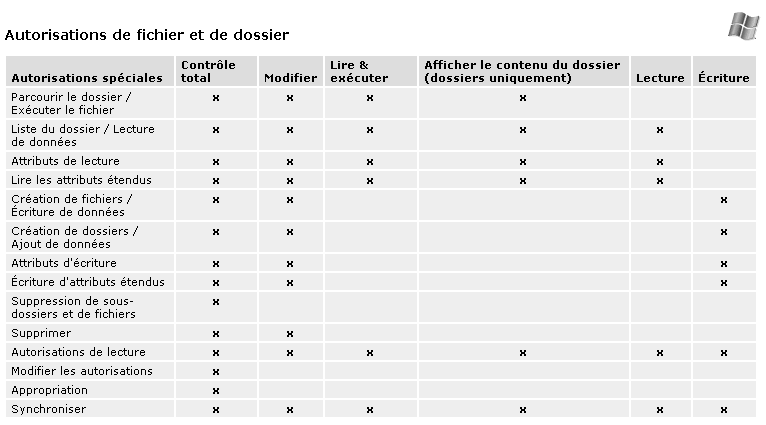 Autorisations de fichier et de dossier
Autorisations spéciales Contrôle total Modifier Lire & exécuter Afficher le contenu du dossier (dossiers uniquement) Lecture Écriture
Parcourir le dossier / Exécuter le fichier x x x x
Liste du dossier / Lecture de données x x x x x
Attributs de lecture x x x x x
Lire les attributs étendus x x x x x
Création de fichiers / Écriture de données x x x
Création de dossiers / Ajout de données x x x
Attributs d'écriture x x x
Écriture d'attributs étendus x x x
Suppression de sous-dossiers et de fichiers x
Supprimer x x
Autorisations de lecture x x x x x x
Modifier les autorisations x
Appropriation x
Synchroniser x x x x x x